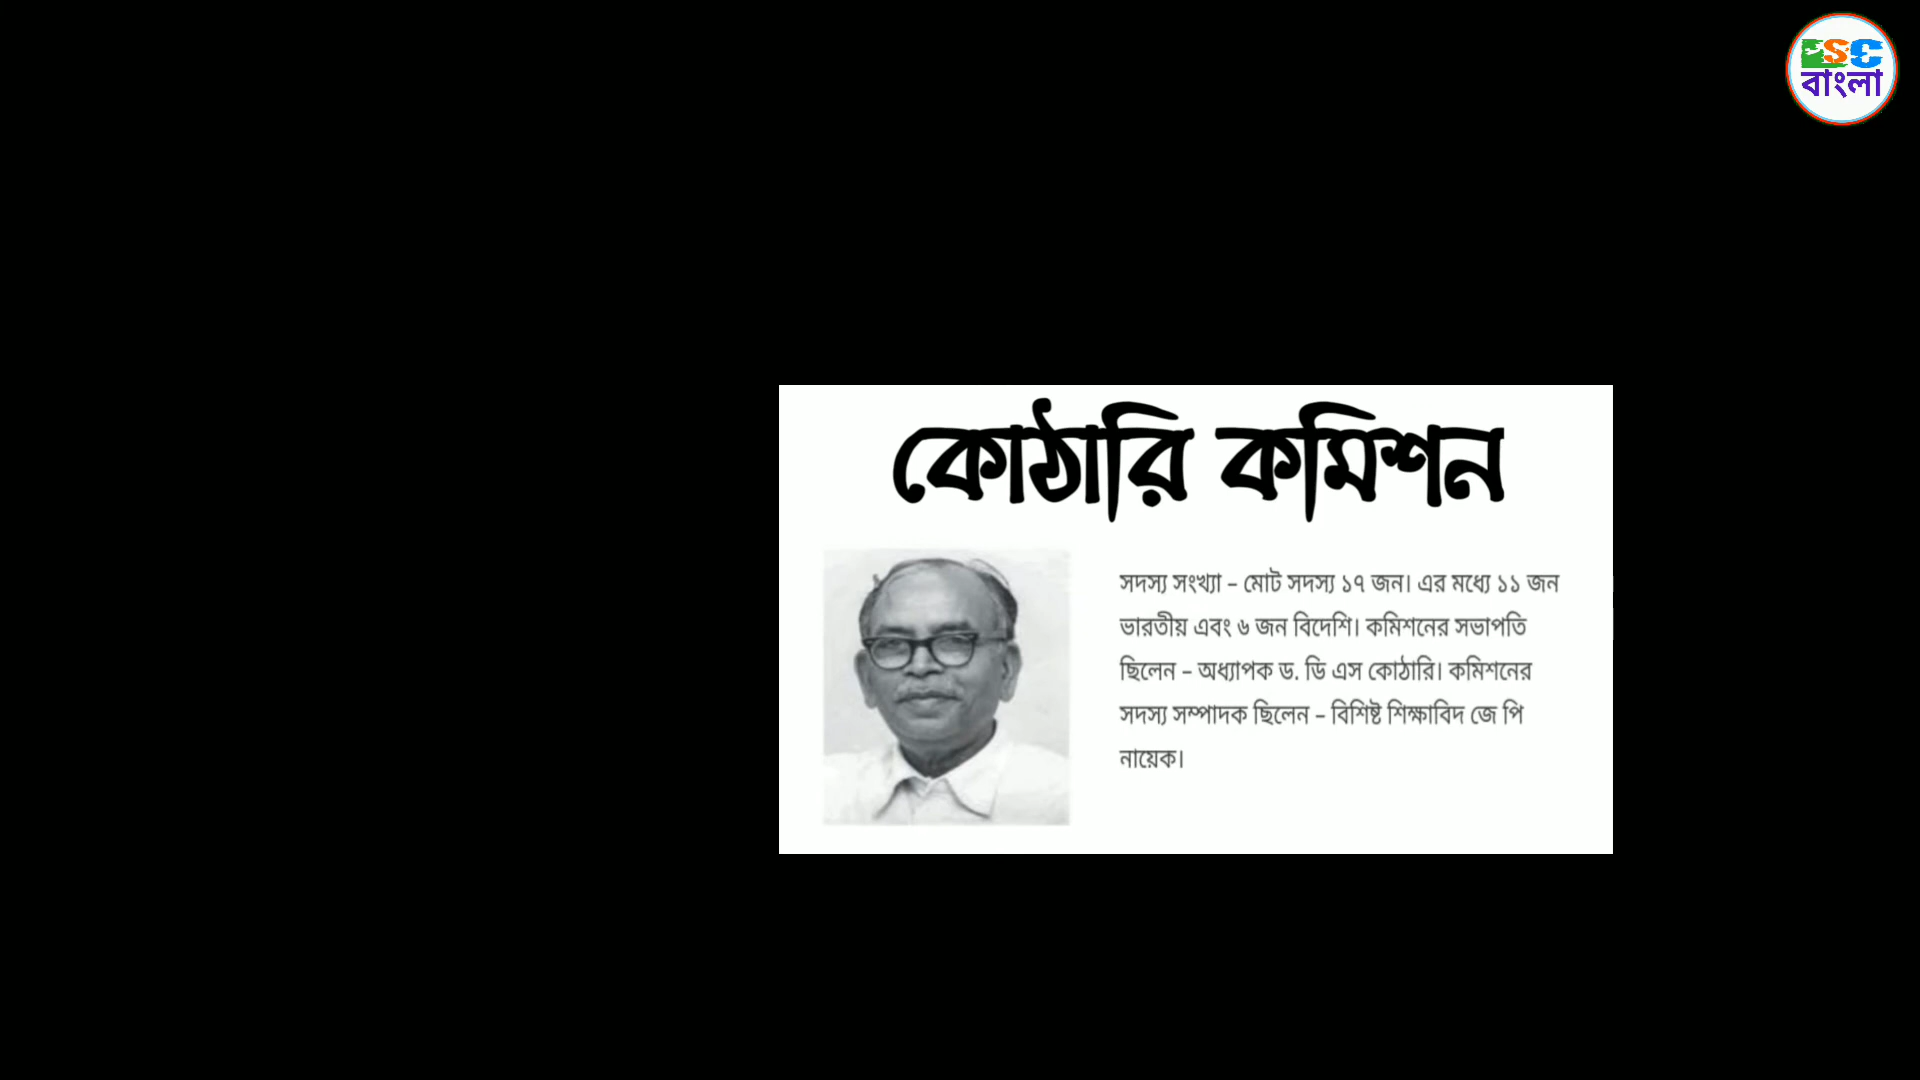 ESC
বাংলা
কোঠারি কমিশন
সদস্য সংখ্যা – মোট সদস্য ১৭ জন। এর মধ্যে ১১ জন
ভারতীয় এবং ৬ জন বিদেশি। কমিশনের সভাপতি
ছিলেন – অধ্যাপক ড. ডি এস কোঠারি। কমিশনের
সদস্য সম্পাদক ছিলেন – বিশিষ্ট শিক্ষাবিদ জে পি
নায়েক।